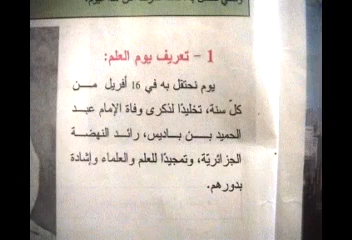 1 - تعريف يوم العلم:
يوم نحتفل به في 16 أفريل من
كلّ سنة، تخليدًا لذكرى وفاة الإمام عبد
الحميد بن باديس، رائد النهضة
الجزائريّة، وتمجيدًا للعلم والعلماء وإشادة
بدورهم.